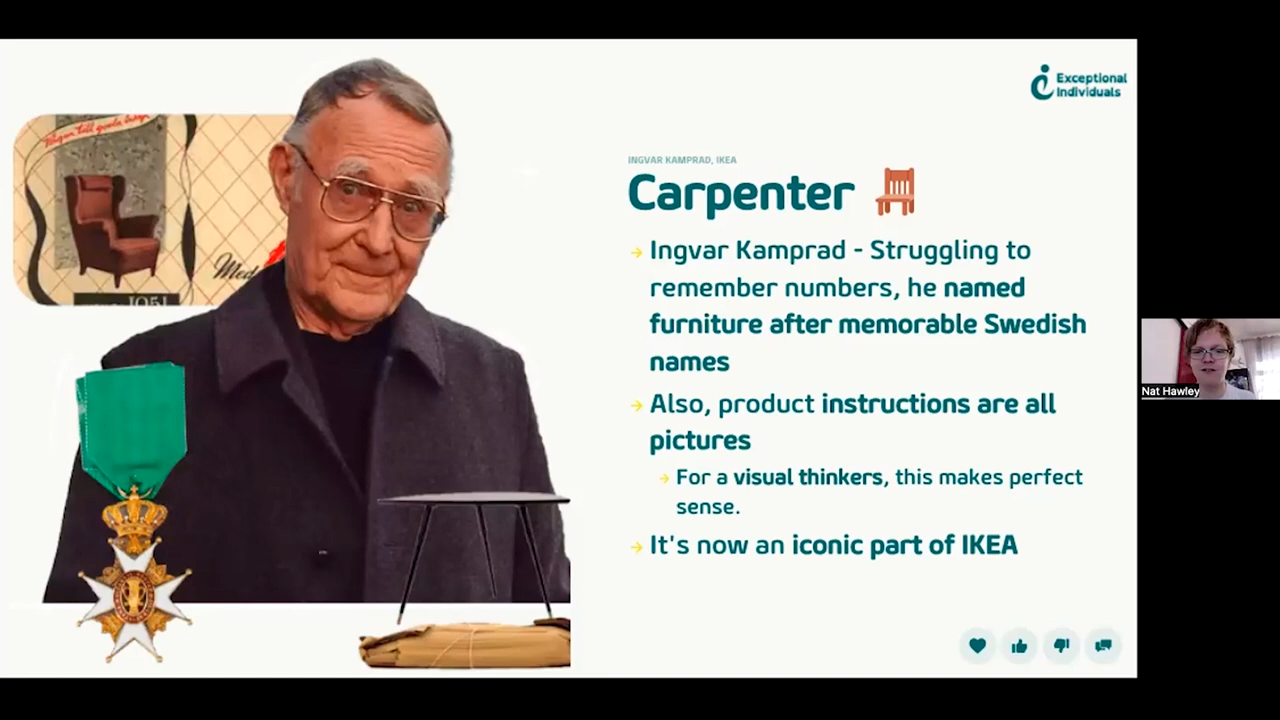 Exceptional
Individuals
INGVAR KAMPRAD, IKEA
Carpenter
Ingvar Kamprad - Struggling to
remember numbers, he named
furniture after memorable Swedish
names
Also, product instructions are all
pictures
For a visual thinkers, this makes perfect
sense.
It's now an iconic part of IKEA
Nat Hawley
1051